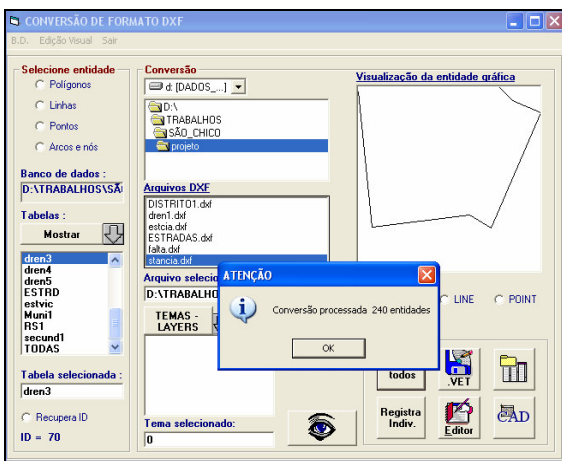 CONVERSÃO DE FORMATO DXF
B.D. Edição Visual Sair
Selecione entidade
Polígonos
Linhas
Pontos
Arcos e nós
Banco de dados :
D:\TRABALHOS\SÃ
Tabelas :
Mostrar
dren3
dren4
dren5
ESTRD
estvic
Muni1
RS1
secund1
TODAS
Tabela selecionada :
dren3
Recupera ID
ID = 70
Conversão
d: [DADOS_...]
D:\
TRABALHOS
SÃO_CHICO
projeto
Arquivos DXF
DISTRITO1.dxf
dren1.dxf
estcia.dxf
ESTRADAS.dxf
falta.dxf
stancia.dxf
Arquivo selecio
D:\TRABALHO
TEMAS -
LAYERS
Tema selecionado:
0
Visualização da entidade gráfica
LINE
POINT
ATENÇÃO
Conversão processada 240 entidades
OK
todos
.VET
Registra
Indiv.
Editor
CAD